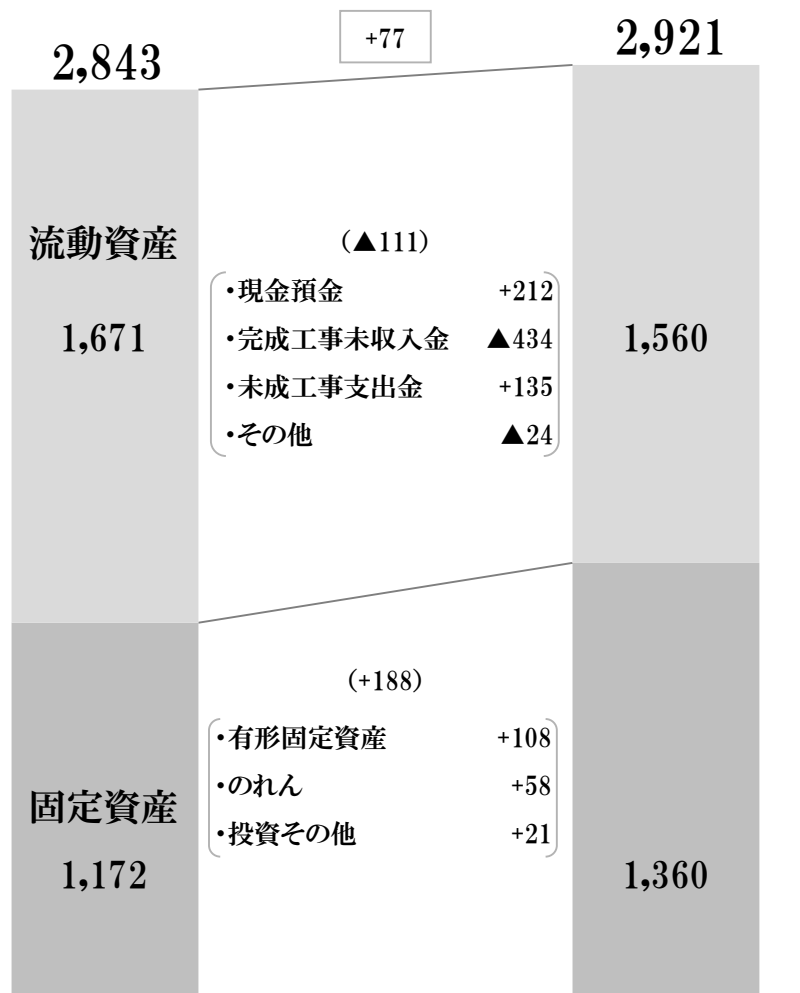 2,843
+77
2,921
流動資産
1,671
(▲111)
・現金預金 +212
・完成工事未収入金 ▲434
・未成工事支出金 +135
・その他 ▲24
1,560
固定資産
1,172
(+188)
・有形固定資産 +108
・のれん +58
・投資その他 +21
1,360